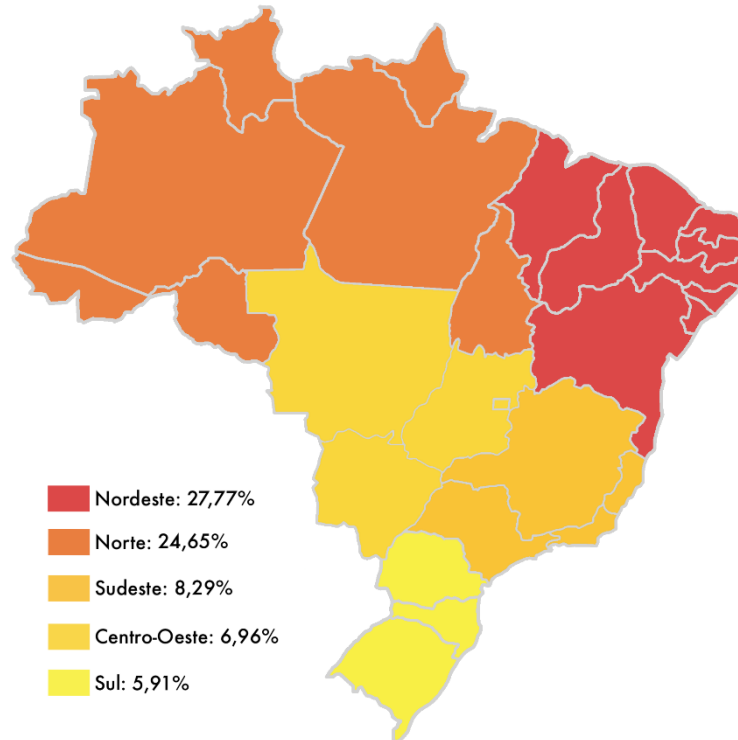 Nordeste: 27,77%
Norte: 24,65%
Sudeste: 8,29%
Centro-Oeste: 6,96%
Sul: 5,91%